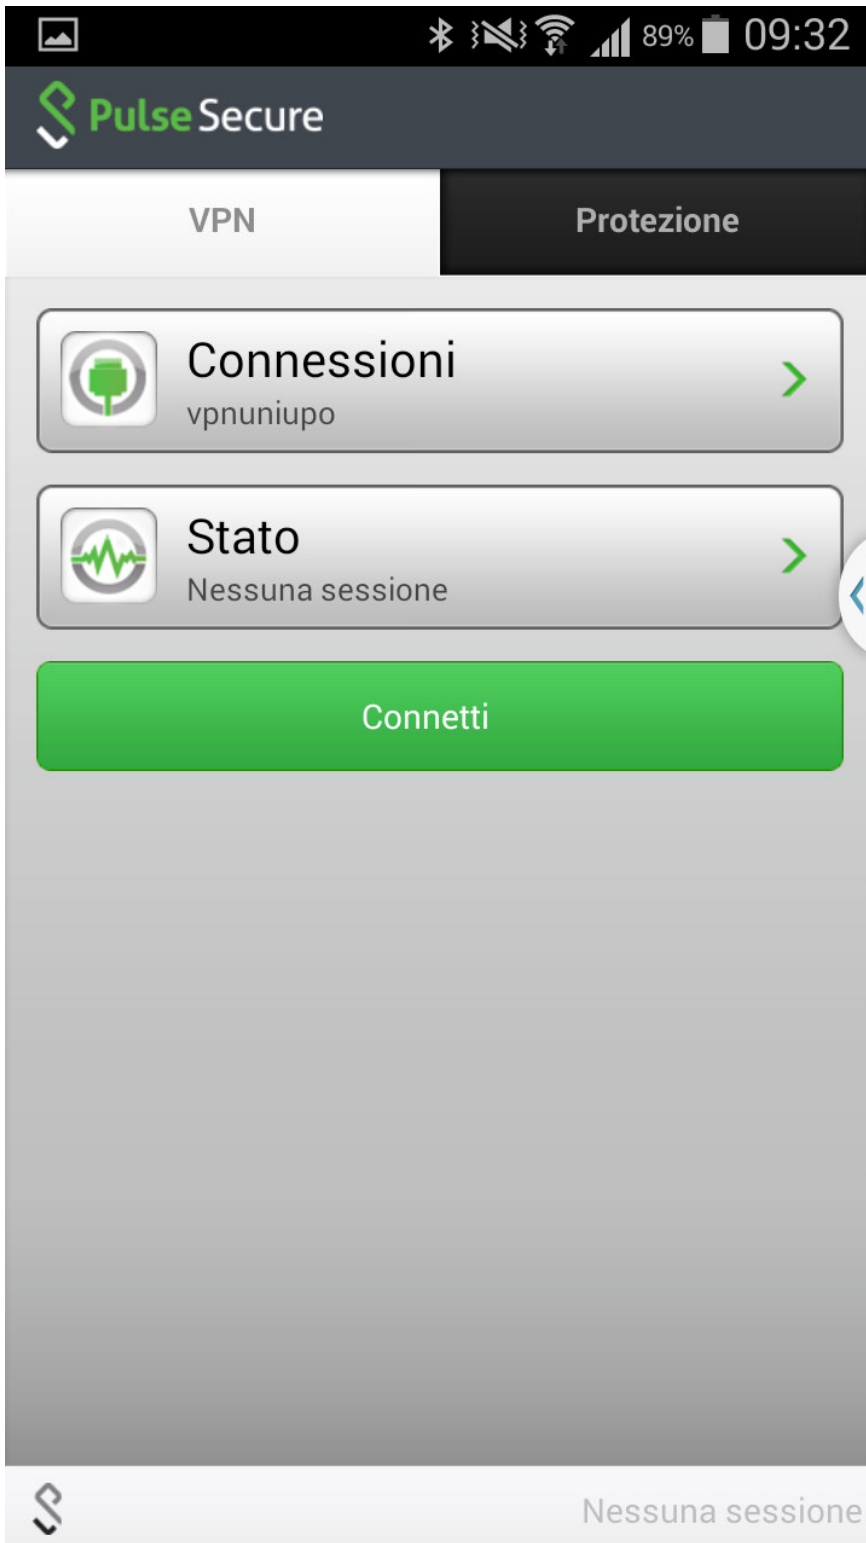 89% 09:32
Pulse Secure
VPN Protezione
Connessioni
vpnuniupo
Stato
Nessuna sessione
Connetti
Nessuna sessione